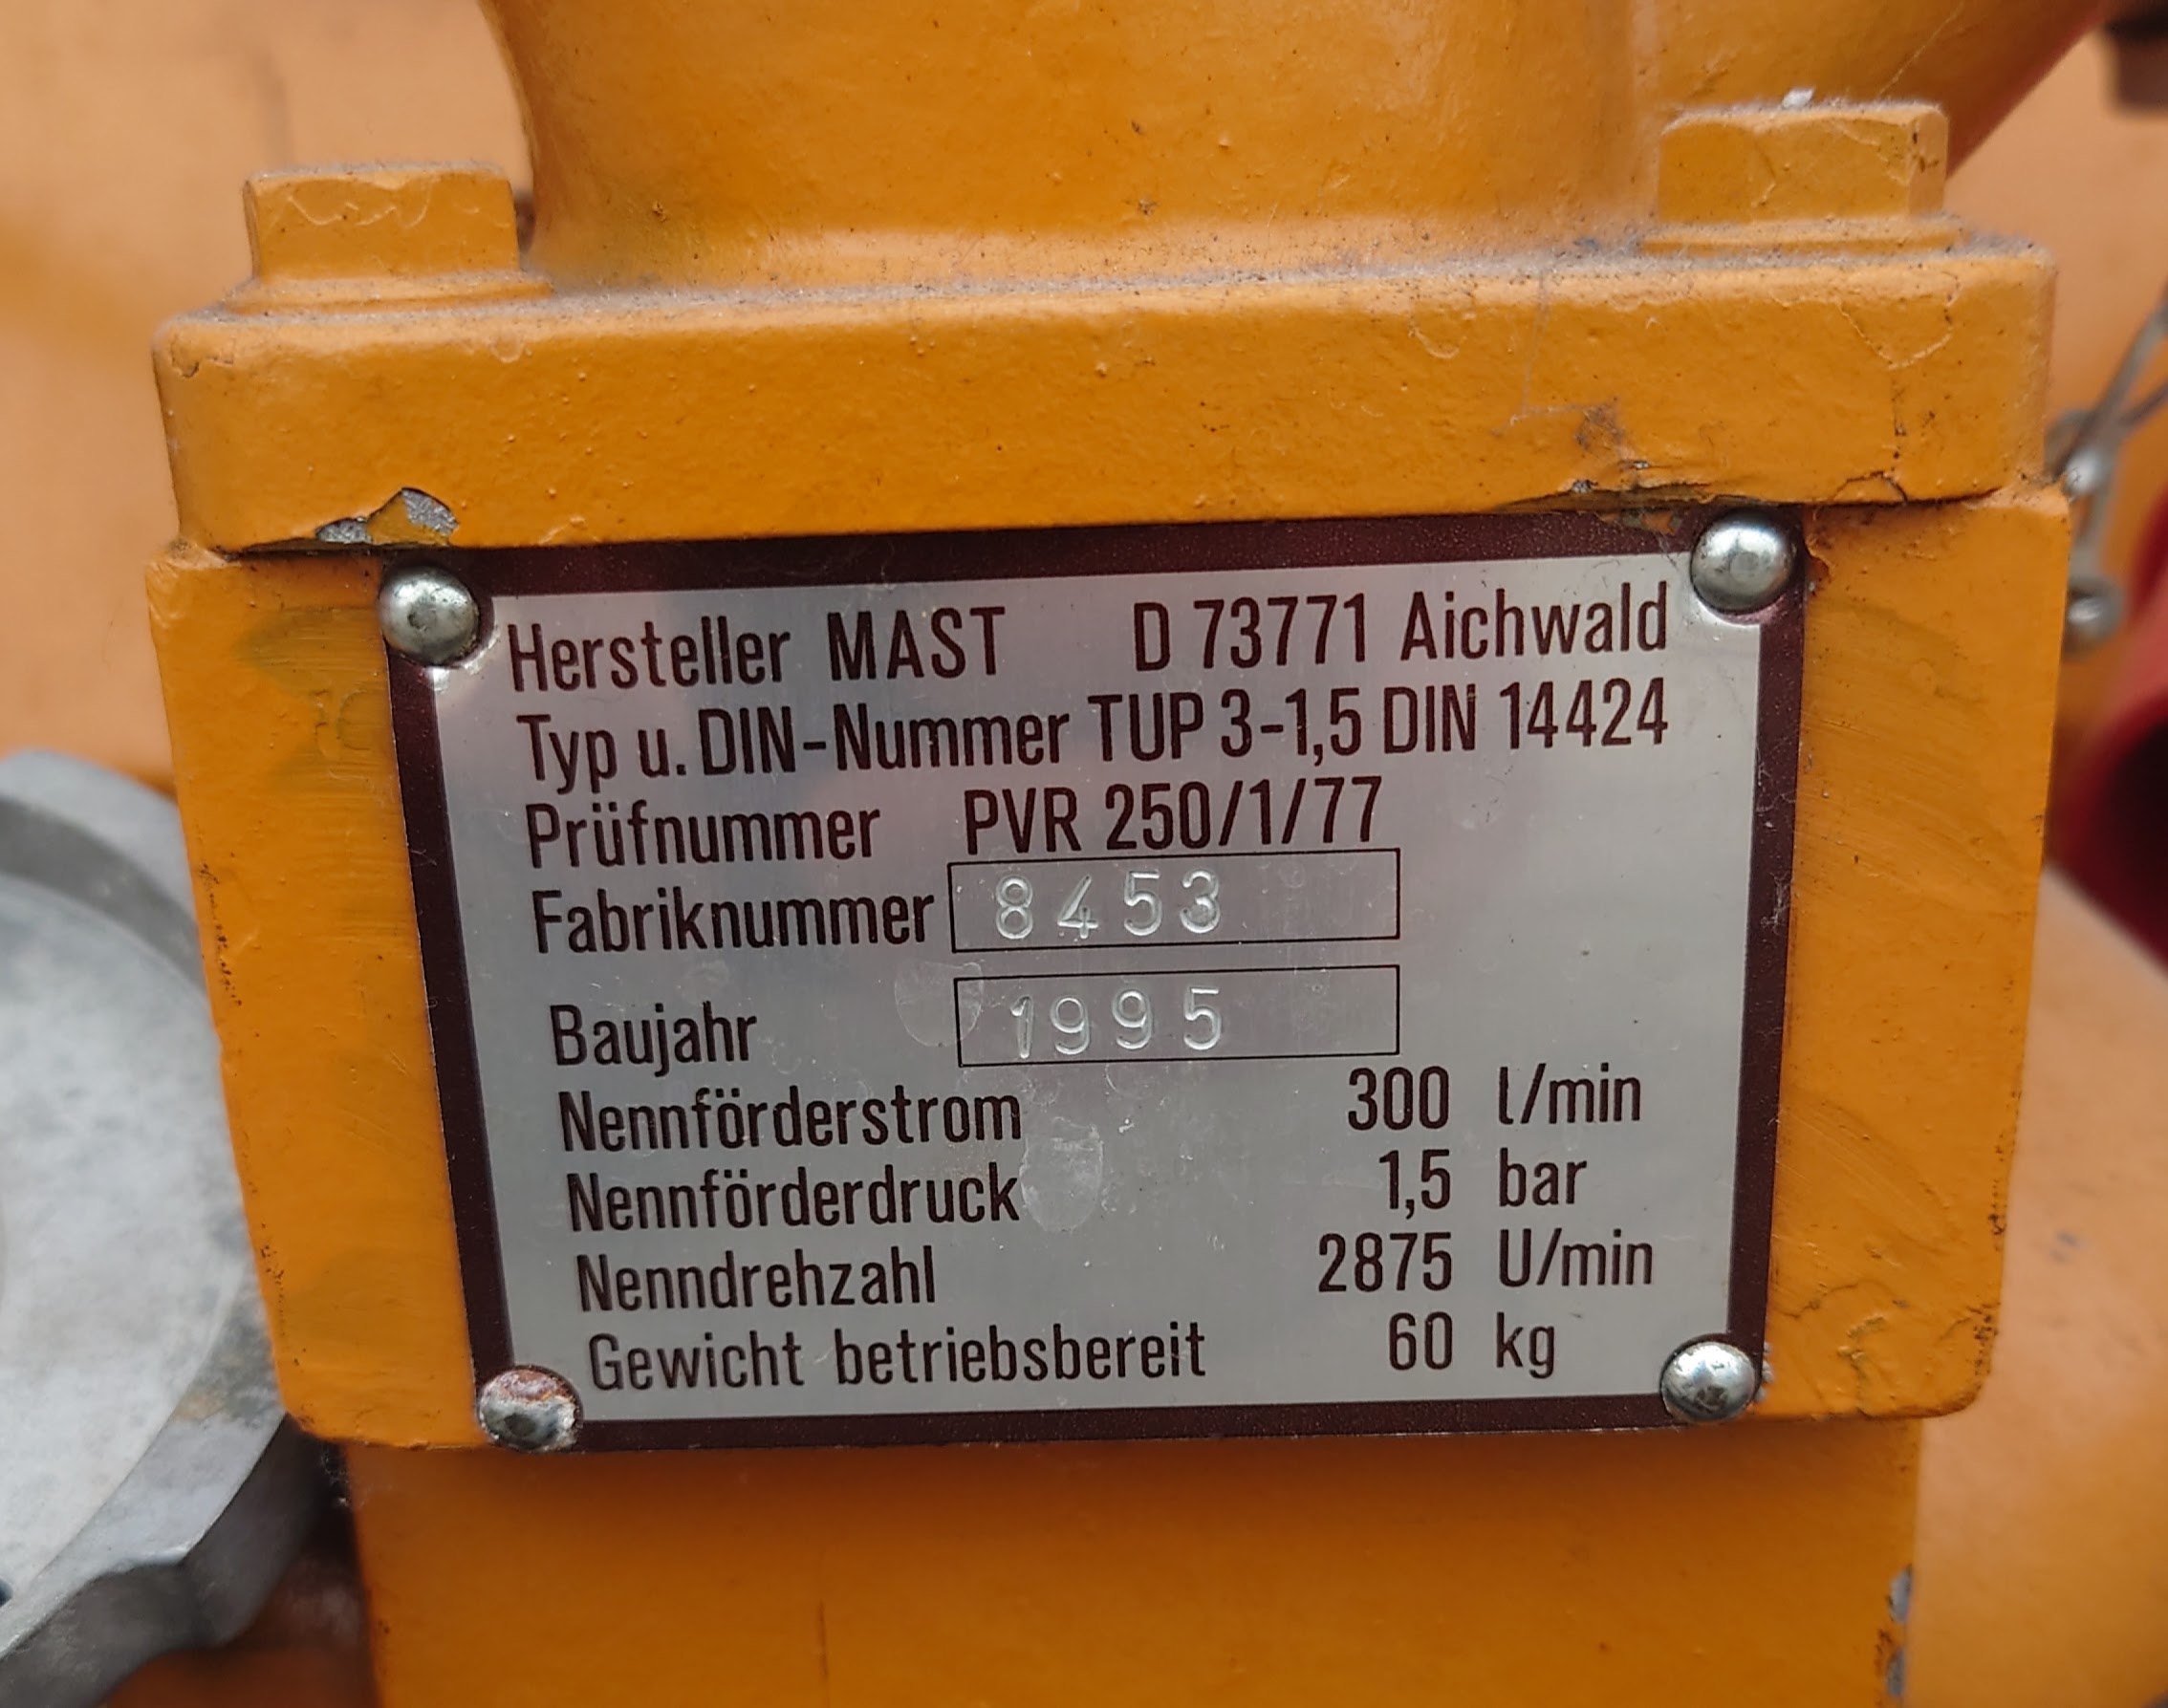 Hersteller MAST D 73771 Aichwald
Typ u. DIN-Nummer TUP 3-1,5 DIN 14424
Prüfnummer PVR 250/1/77
Fabriknummer 8453
Baujahr 1995
Nennförderstrom 300 l/min
Nennförderdruck 1,5 bar
Nenndrehzahl 2875 U/min
Gewicht betriebsbereit 60 kg